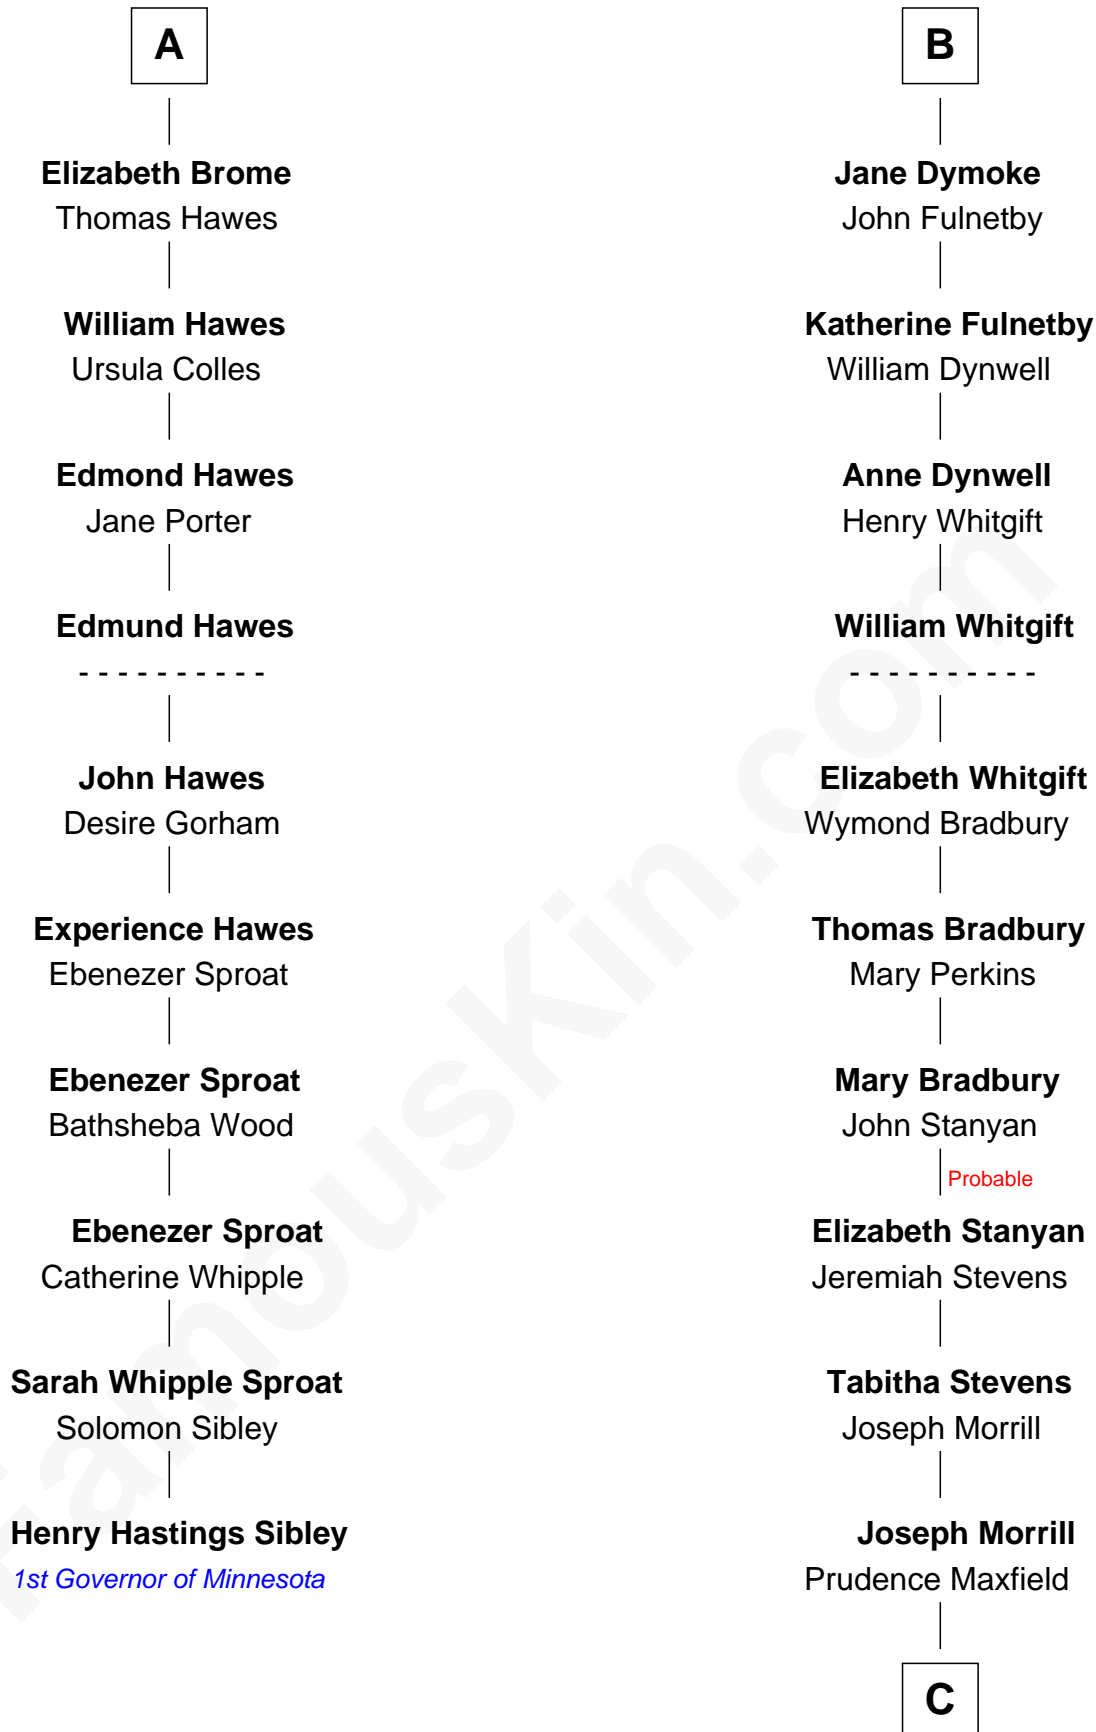 A
Elizabeth Brome
Thomas Hawes
William Hawes
Ursula Colles
Edmond Hawes
Jane Porter
Edmund Hawes
- - - - - - - - - -
John Hawes
Desire Gorham
Experience Hawes
Ebenezer Sproat
Ebenezer Sproat
Bathsheba Wood
Ebenezer Sproat
Catherine Whipple
Sarah Whipple Sproat
Solomon Sibley
Henry Hastings Sibley
1st Governor of Minnesota
B
Jane Dymoke
John Fulnetby
Katherine Fulnetby
William Dynwell
Anne Dynwell
Henry Whitgift
William Whitgift
- - - - - - - - - -
Elizabeth Whitgift
Wymond Bradbury
Thomas Bradbury
Mary Perkins
Mary Bradbury
John Stanyan
Probable
Elizabeth Stanyan
Jeremiah Stevens
Tabitha Stevens
Joseph Morrill
Joseph Morrill
Prudence Maxfield
C
FamousKin.com